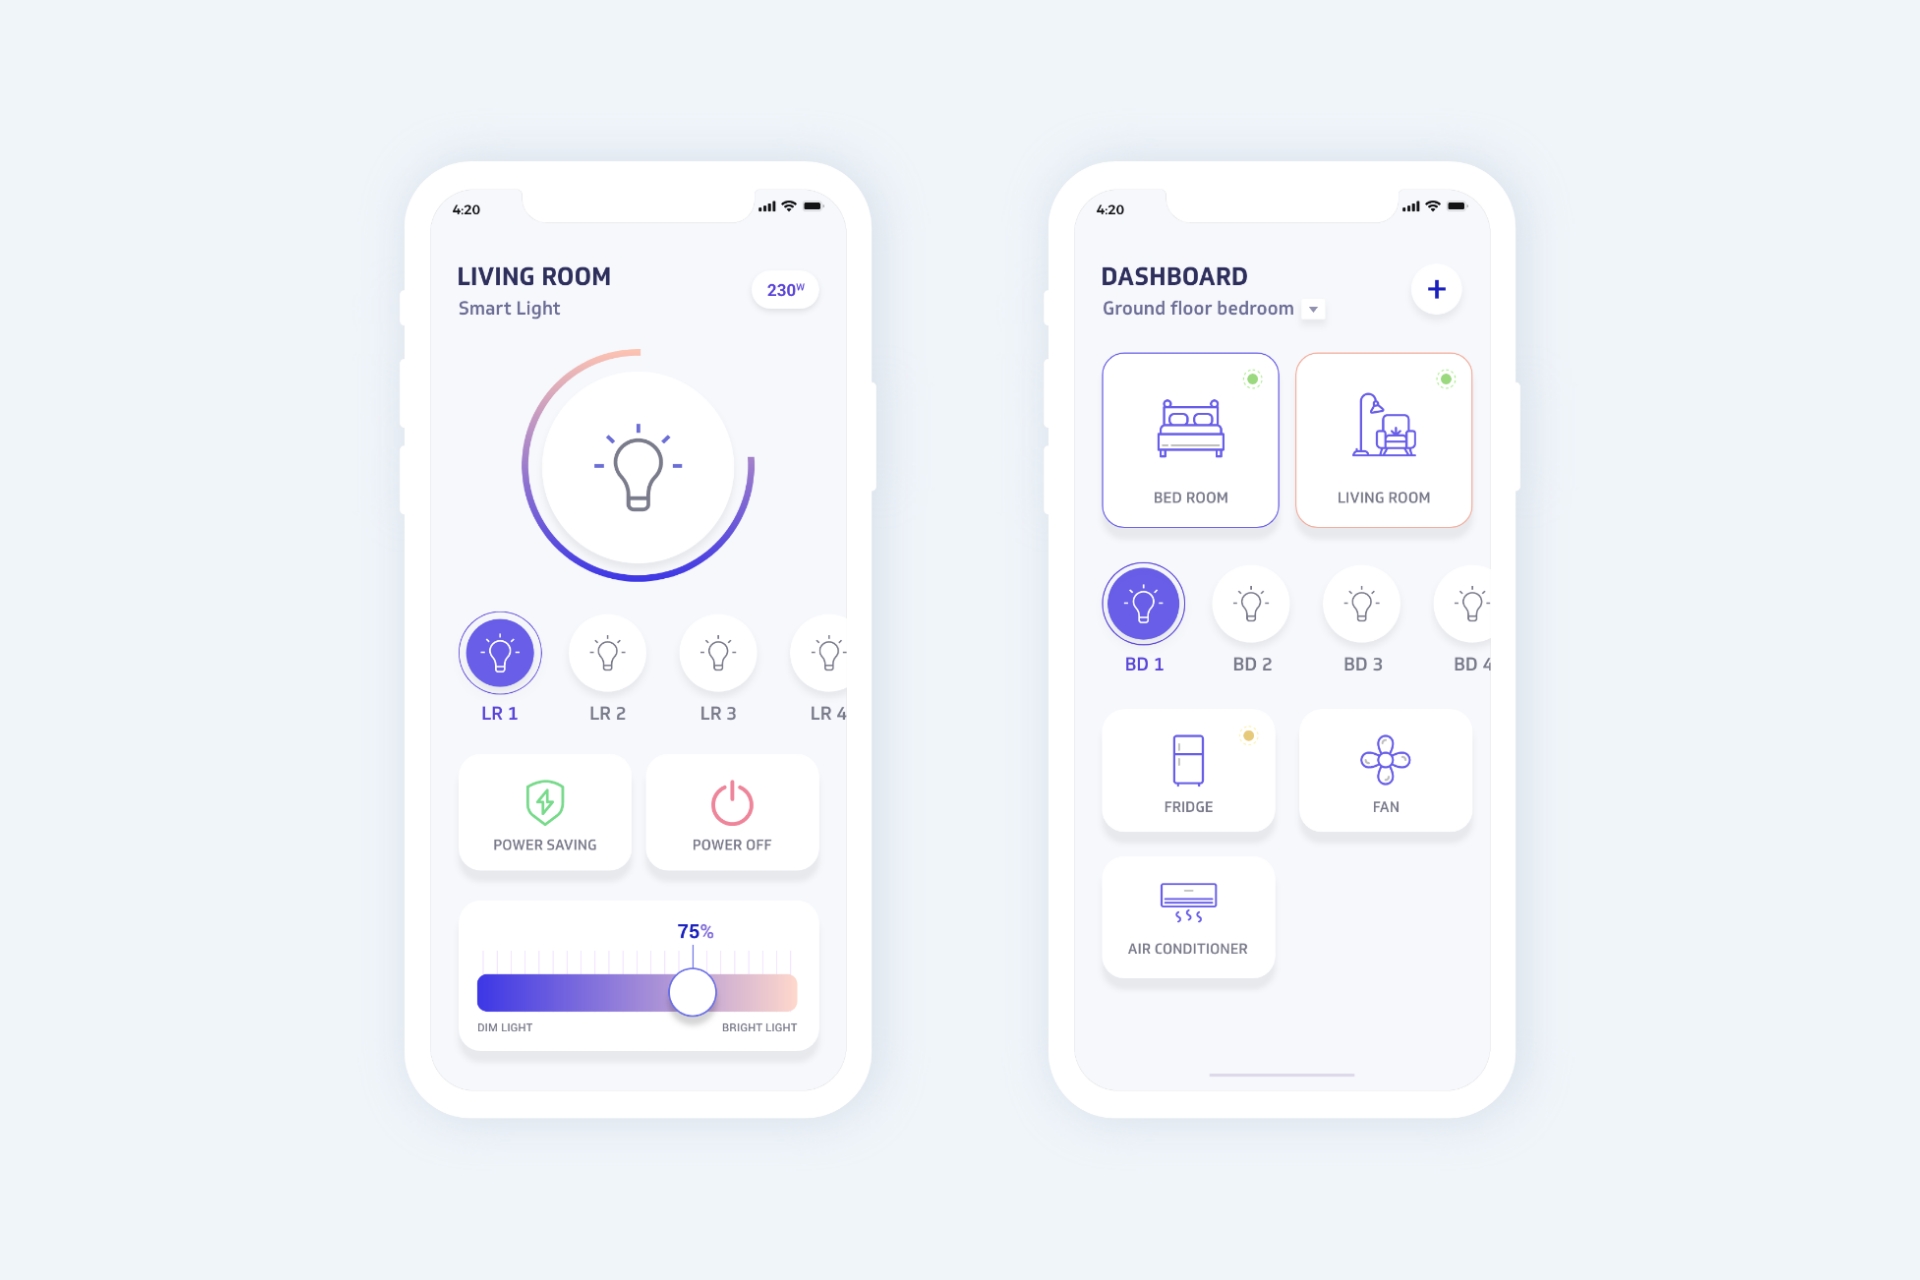 4:20
LIVING ROOM
Smart Light
230W
LR 1
LR 2
LR 3
LR 4
POWER SAVING
POWER OFF
75%
DIM LIGHT
BRIGHT LIGHT
4:20
DASHBOARD
Ground floor bedroom
BED ROOM
LIVING ROOM
BD 1
BD 2
BD 3
BD 4
FRIDGE
FAN
AIR CONDITIONER